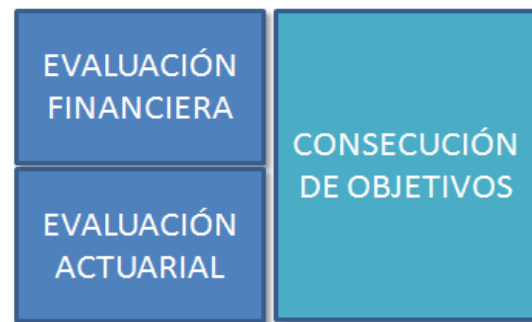 EVALUACIÓN
FINANCIERA
EVALUACIÓN
ACTUARIAL
CONSECUCIÓN
DE OBJETIVOS